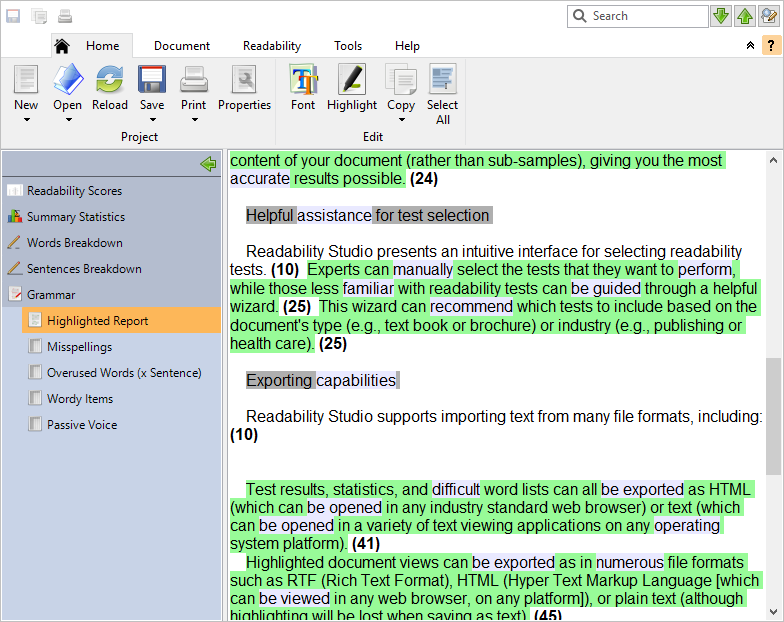 Search
Home Document Readability Tools Help
?
New Open Reload Save Print Properties Font Highlight Copy Select All
Project Edit
Readability Scores
Summary Statistics
Words Breakdown
Sentences Breakdown
Grammar
Highlighted Report
Misspellings
Overused Words (x Sentence)
Wordy Items
Passive Voice
content of your document (rather than sub-samples), giving you the most
accurate results possible. (24)
Helpful assistance for test selection
Readability Studio presents an intuitive interface for selecting readability
tests. (10) Experts can manually select the tests that they want to perform,
while those less familiar with readability tests can be guided through a helpful
wizard. (25) This wizard can recommend which tests to include based on the
document's type (e.g., text book or brochure) or industry (e.g., publishing or
health care). (25)
Exporting capabilities
Readability Studio supports importing text from many file formats, including:
(10)
Test results, statistics, and difficult word lists can all be exported as HTML
(which can be opened in any industry standard web browser) or text (which
can be opened in a variety of text viewing applications on any operating
system platform). (41)
Highlighted document views can be exported as in numerous file formats
such as RTF (Rich Text Format), HTML (Hyper Text Markup Language [which
can be viewed in any web browser, on any platform]), or plain text (although
highlighting will be lost when saving as text). (45)